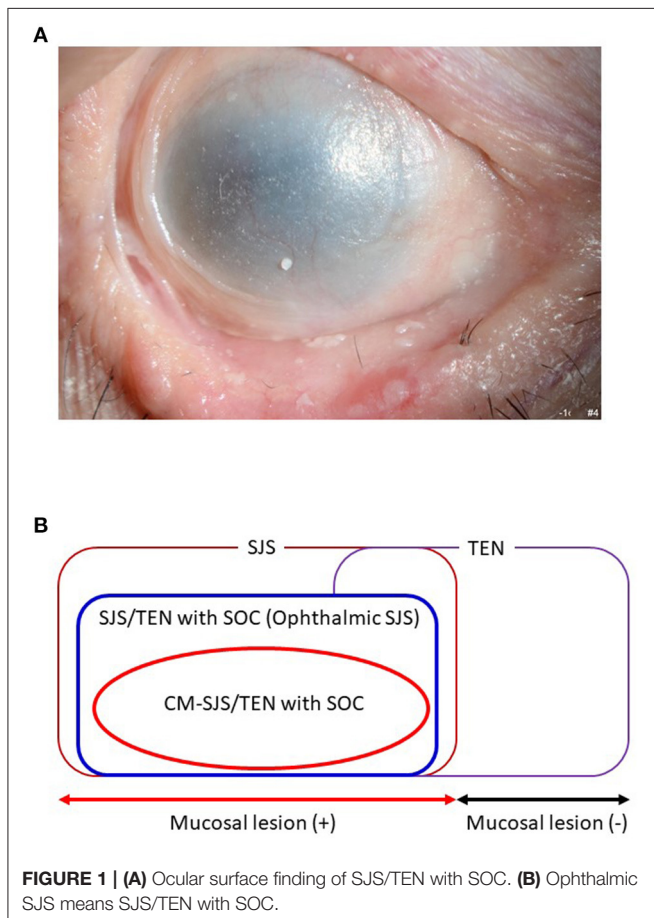 A
#4
B
SJS
TEN
SJS/TEN with SOC (Ophthalmic SJS)
CM-SJS/TEN with SOC
Mucosal lesion (+)
Mucosal lesion (-)
FIGURE 1 | (A) Ocular surface finding of SJS/TEN with SOC. (B) Ophthalmic
SJS means SJS/TEN with SOC.